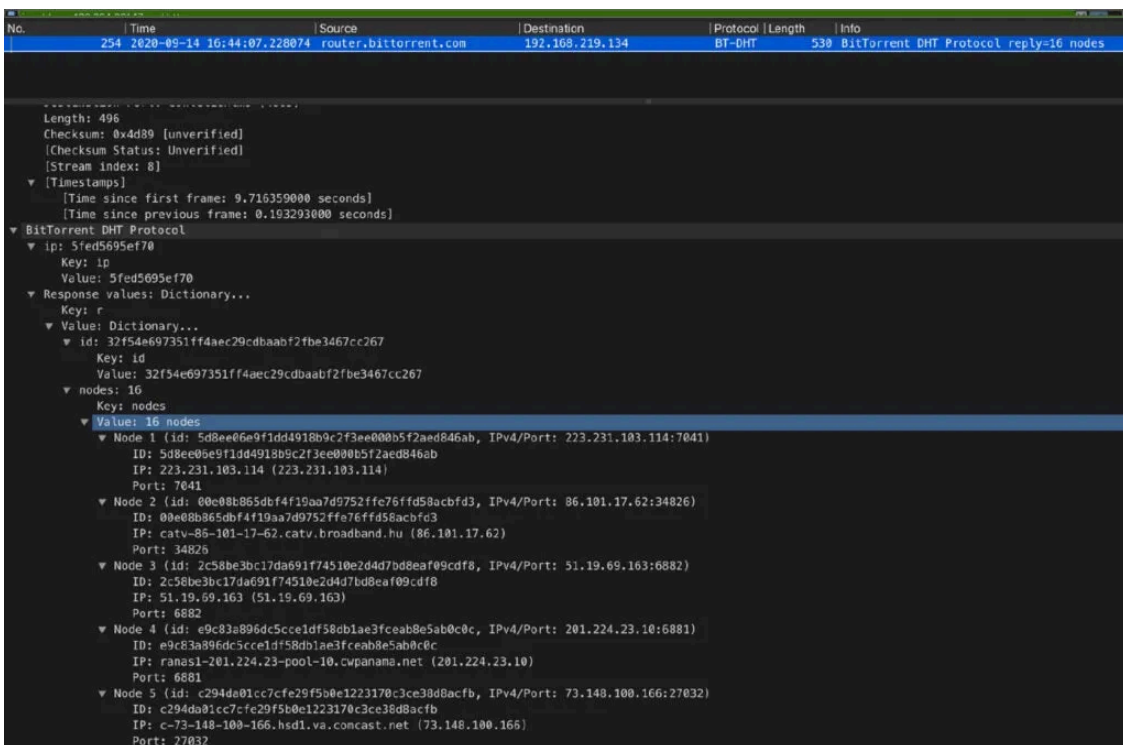 No. Time Source Destination Protocol Length Info
254 2020-09-14 16:44:07.228074 router.bittorrent.com 192.168.219.134 BT-DHT 530 BitTorrent DHT Protocol reply=16 nodes
Length: 496
Checksum: 0x4d89 [unverified]
[Checksum Status: Unverified]
[Stream index: 8]
[Timestamps]
[Time since first frame: 9.716359000 seconds]
[Time since previous frame: 0.193293000 seconds]
BitTorrent DHT Protocol
ip: 5fed5695ef70
Key: ip
Value: 5fed5695ef70
Response values: Dictionary...
Key: r
Value: Dictionary...
id: 32f54e697351ff4aec29cdbaabf2fbe3467cc267
Key: id
Value: 32f54e697351ff4aec29cdbaabf2fbe3467cc267
nodes: 16
Key: nodes
Value: 16 nodes
Node 1 (id: 5d8ee06e9f1dd4918b9c2f3ee000b5f2aed846ab, IPv4/Port: 223.231.103.114:7041)
ID: 5d8ee06e9f1dd4918b9c2f3ee000b5f2aed846ab
IP: 223.231.103.114 (223.231.103.114)
Port: 7041
Node 2 (id: 00e08b865dbf4f19aa7d9752ffe76ffd58acbfd3, IPv4/Port: 86.101.17.62:34826)
ID: 00e08b865dbf4f19aa7d9752ffe76ffd58acbfd3
IP: catv-86-101-17-62.catv.broadband.hu (86.101.17.62)
Port: 34826
Node 3 (id: 2c58be3bc17da691f74510e2d4d7bd8eaf09cdf8, IPv4/Port: 51.19.69.163:6882)
ID: 2c58be3bc17da691f74510e2d4d7bd8eaf09cdf8
IP: 51.19.69.163 (51.19.69.163)
Port: 6882
Node 4 (id: e9c83a896dc5cce1df58db1ae3fceab8e5ab0c0c, IPv4/Port: 201.224.23.10:6881)
ID: e9c83a896dc5cce1df58db1ae3fceab8e5ab0c0c
IP: ranas1-201.224.23-pool-10.cwpanama.net (201.224.23.10)
Port: 6881
Node 5 (id: c294da01cc7cfe29f5b0e1223170c3ce38d8acfb, IPv4/Port: 73.148.100.166:27032)
ID: c294da01cc7cfe29f5b0e1223170c3ce38d8acfb
IP: c-73-148-100-166.hsd1.va.comcast.net (73.148.100.166)
Port: 27032